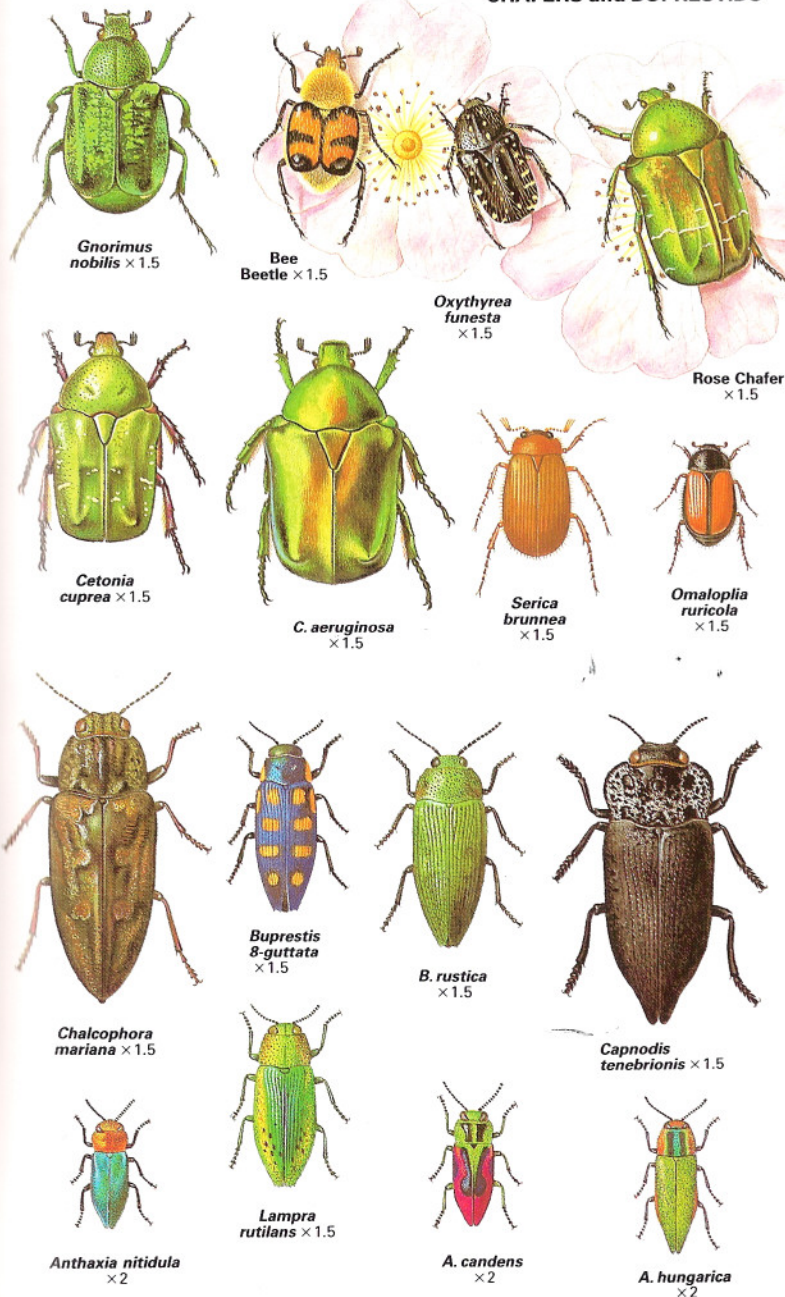 CHAFERS and BUPRESTIDS
Gnorimus
nobilis ×1.5
Bee
Beetle ×1.5
Oxythyrea
funesta
×1.5
Rose Chafer
×1.5
Cetonia
cuprea ×1.5
C. aeruginosa
×1.5
Serica
brunnea
×1.5
Omaloplia
ruricola
×1.5
Chalcophora
mariana ×1.5
Buprestis
8-guttata
×1.5
B. rustica
×1.5
Capnodis
tenebrionis ×1.5
Anthaxia nitidula
×2
Lampra
rutilans ×1.5
A. candens
×2
A. hungarica
×2